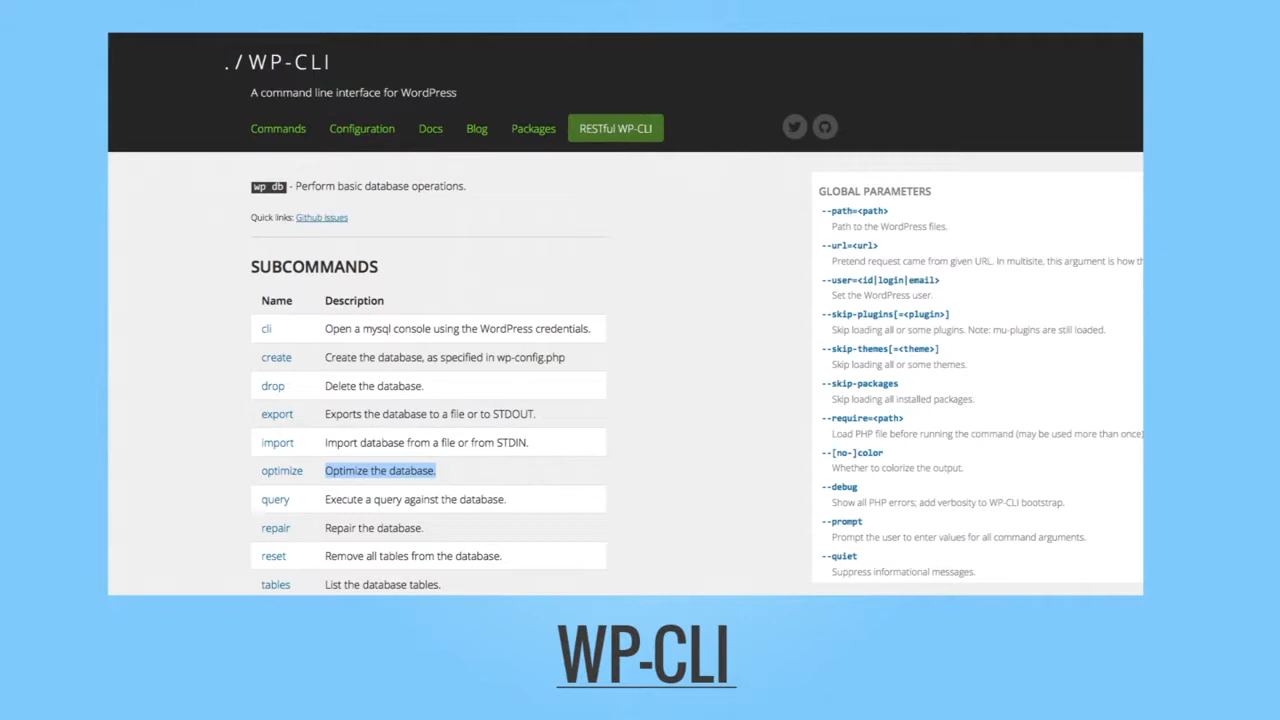 ./WP-CLI
A command line interface for WordPress
Commands Configuration Docs Blog Packages RESTful WP-CLI
wp db - Perform basic database operations.
Quick links: Github issues
SUBCOMMANDS
Name Description
cli Open a mysql console using the WordPress credentials.
create Create the database, as specified in wp-config.php
drop Delete the database.
export Exports the database to a file or to STDOUT.
import Import database from a file or from STDIN.
optimize Optimize the database.
query Execute a query against the database.
repair Repair the database.
reset Remove all tables from the database.
tables List the database tables.
GLOBAL PARAMETERS
--path=<path>
Path to the WordPress files.
--url=<url>
Pretend request came from given URL. In multisite, this argument is how th
--user=<id|login|email>
Set the WordPress user.
--skip-plugins[=<plugin>]
Skip loading all or some plugins. Note: mu-plugins are still loaded.
--skip-themes[=<theme>]
Skip loading all or some themes.
--skip-packages
Skip loading all installed packages.
--require=<path>
Load PHP file before running the command (may be used more than once)
--[no-]color
Whether to colorize the output.
--debug
Show all PHP errors; add verbosity to WP-CLI bootstrap.
--prompt
Prompt the user to enter values for all command arguments.
--quiet
Suppress informational messages.
WP-CLI